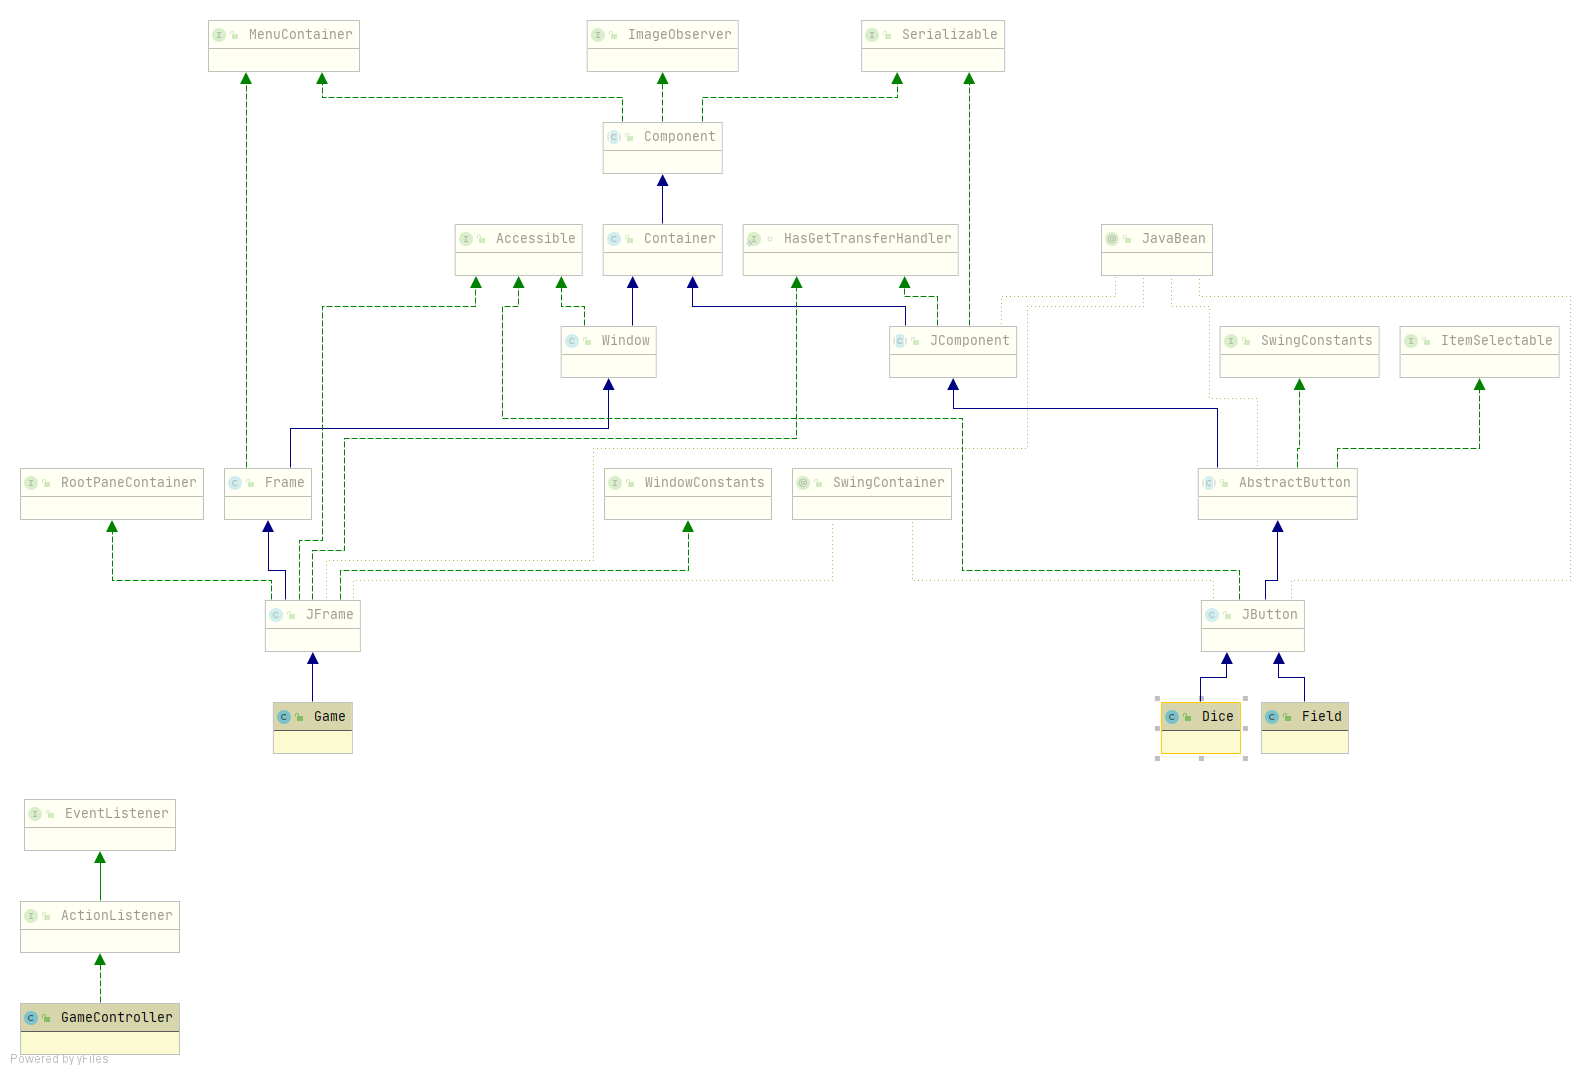 MenuContainer
ImageObserver
Serializable
Component
Accessible
Container
HasGetTransferHandler
JavaBean
Window
JComponent
SwingConstants
ItemSelectable
RootPaneContainer
Frame
WindowConstants
SwingContainer
AbstractButton
JFrame
JButton
Game
Dice
Field
EventListener
ActionListener
GameController
Powered by yFiles